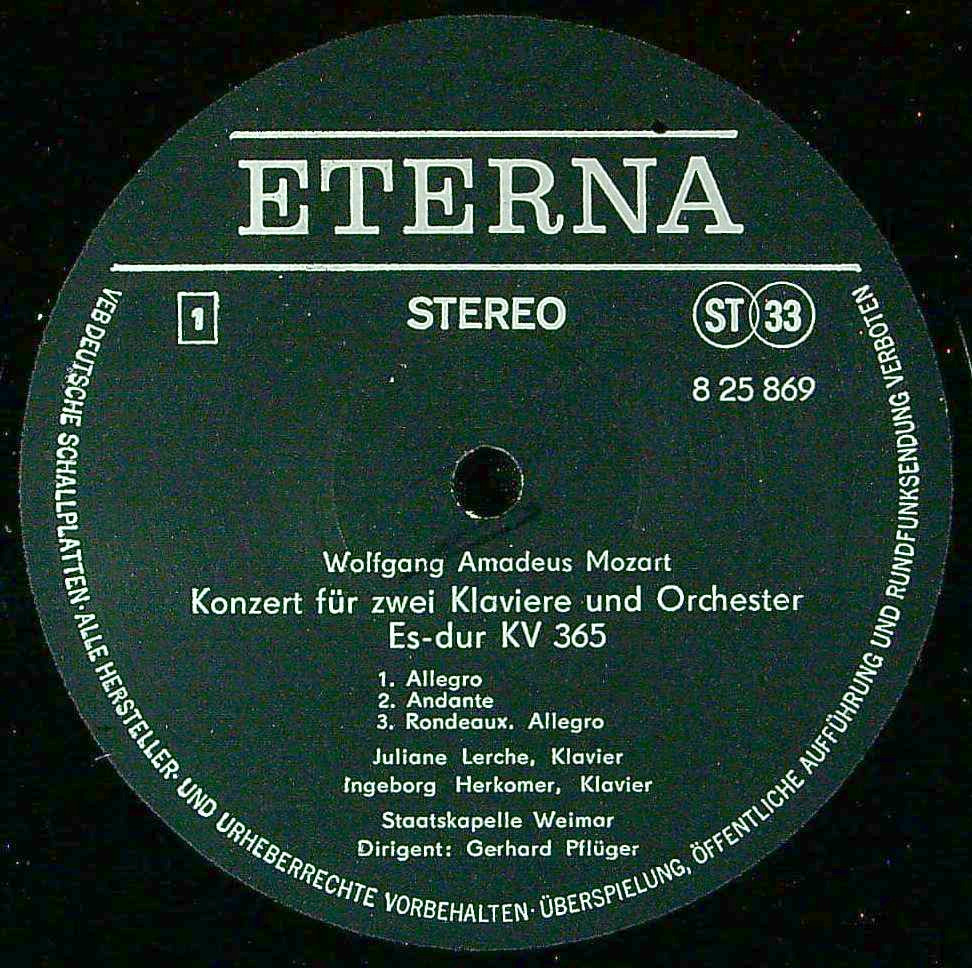 ETERNA
1
STEREO
ST 33
8 25 869
Wolfgang Amadeus Mozart
Konzert für zwei Klaviere und Orchester
Es-dur KV 365
1. Allegro
2. Andante
3. Rondeaux. Allegro
Juliane Lerche, Klavier
Ingeborg Herkomer, Klavier
Staatskapelle Weimar
Dirigent: Gerhard Pflüger
VEB DEUTSCHE SCHALLPLATTEN · ALLE HERSTELLER- UND URHEBERRECHTE VORBEHALTEN · ÜBERSPIELUNG, ÖFFENTLICHE AUFFÜHRUNG UND RUNDFUNKSENDUNG VERBOTEN